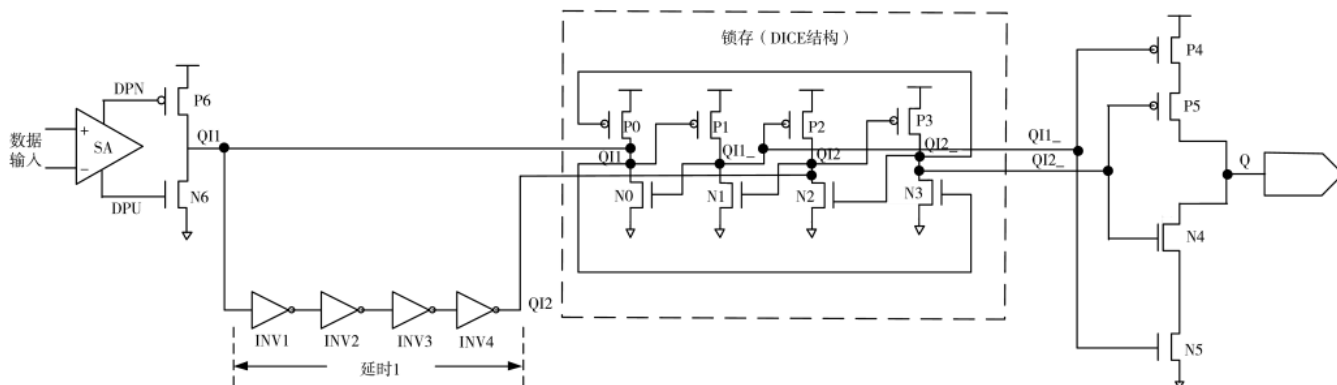 锁存（DICE结构）
DPN
P6
数据
输入
+
−
SA
QI1
DPU
N6
P0
P1
P2
P3
QI1
QI1_
QI2
QI2_
N0
N1
N2
N3
QI1_
QI2_
P4
P5
Q
N4
N5
QI2
INV1
INV2
INV3
INV4
延时1